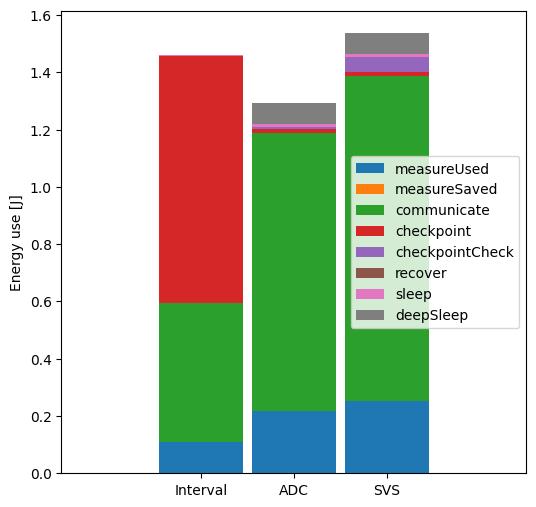 1.6
1.4
1.2
1.0
0.8
0.6
0.4
0.2
0.0
Energy use [J]
measureUsed
measureSaved
communicate
checkpoint
checkpointCheck
recover
sleep
deepSleep
Interval
ADC
SVS